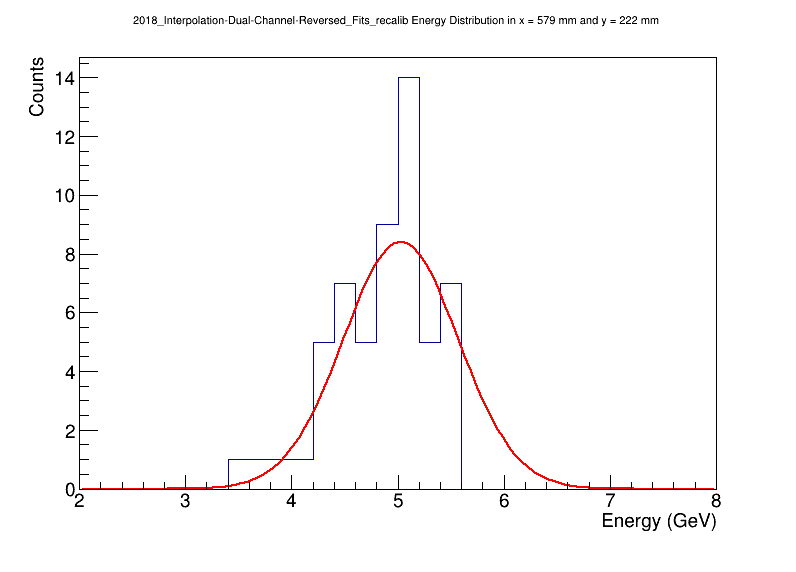 2018_Interpolation-Dual-Channel-Reversed_Fits_recalib Energy Distribution in x = 579 mm and y = 222 mm
Counts
14
12
10
8
6
4
2
0
2 3 4 5 6 7 8
Energy (GeV)